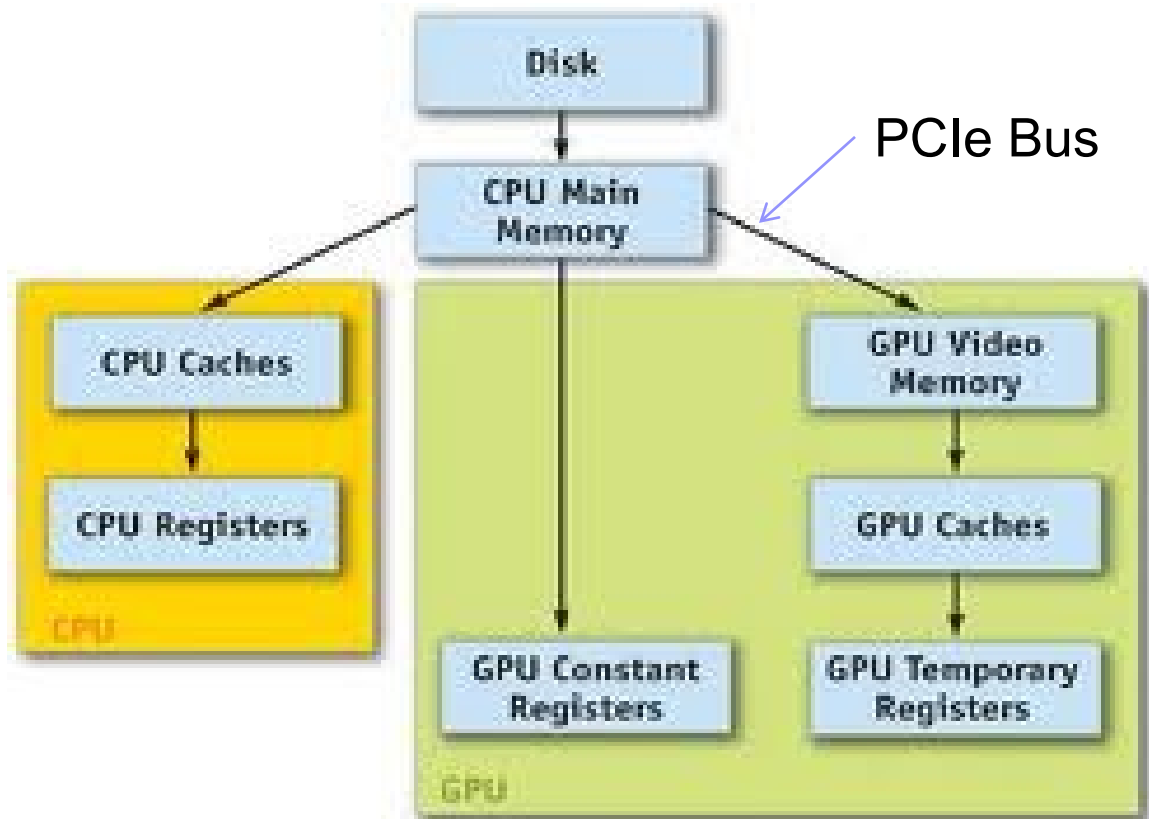 Disk
PCIe Bus
CPU Main
Memory
CPU Caches
GPU Video
Memory
CPU Registers
GPU Caches
CPU
GPU Constant
Registers
GPU Temporary
Registers
GPU